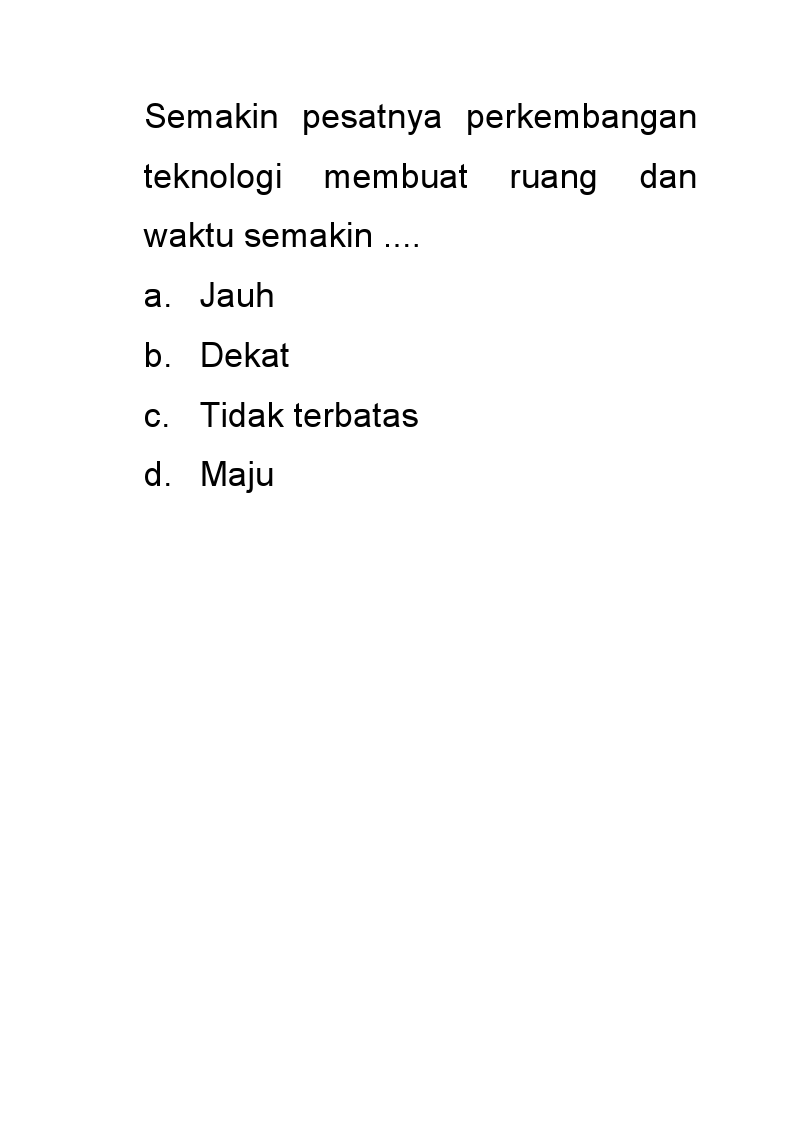 Semakin pesatnya perkembangan
teknologi membuat ruang dan
waktu semakin ....
a. Jauh
b. Dekat
c. Tidak terbatas
d. Maju